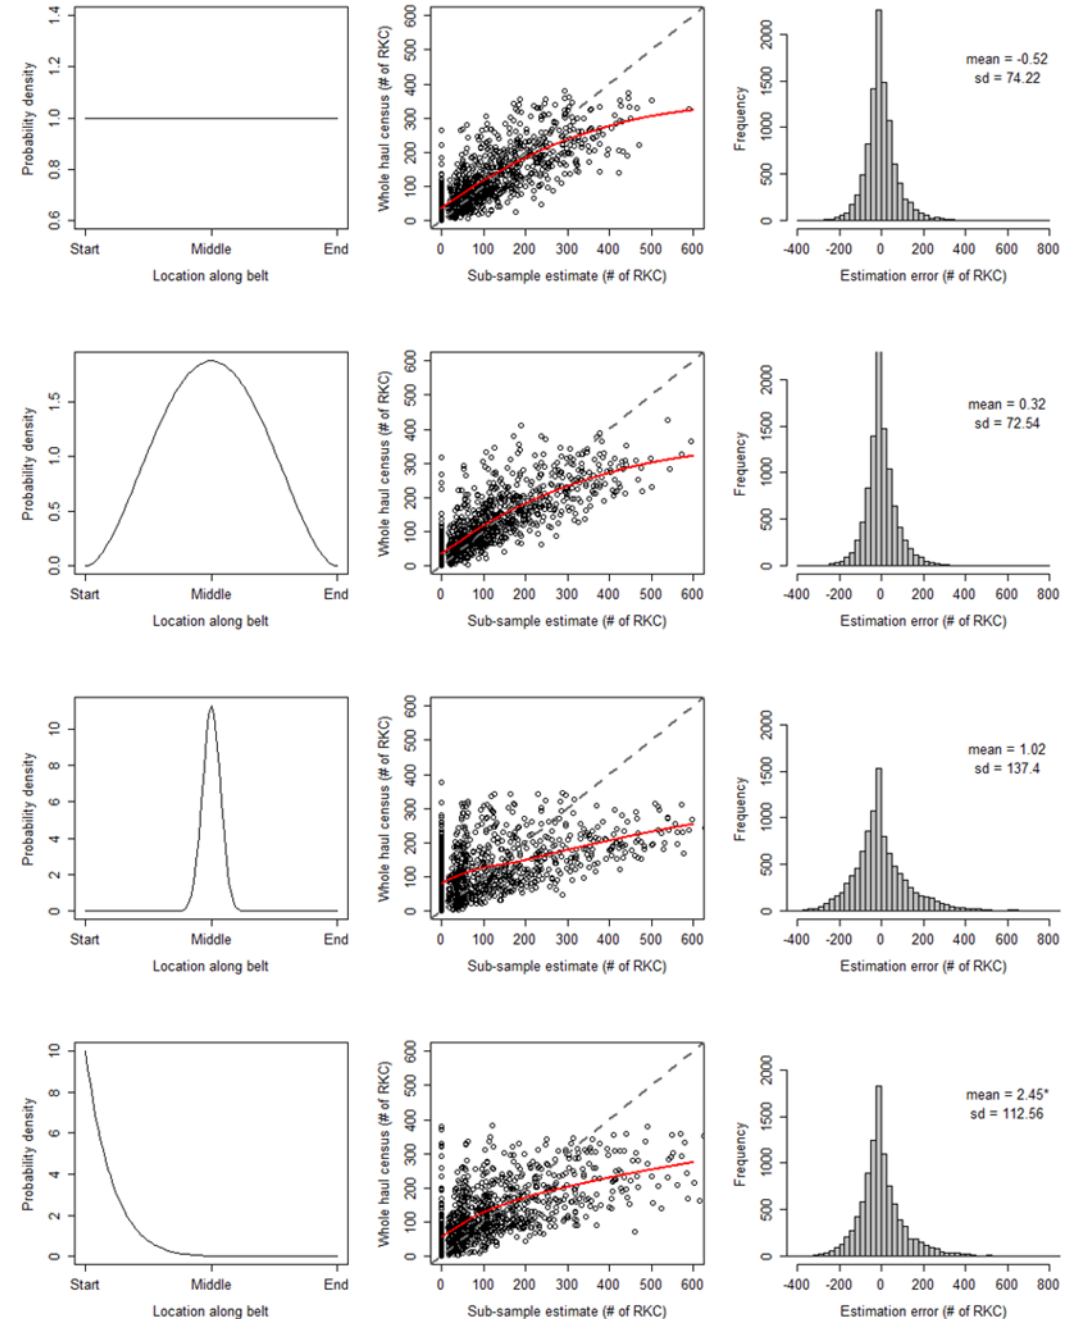 1.4
1.2
1.0
0.8
0.6
Probability density
Start Middle End
Location along belt
600
500
400
300
200
100
0
Whole haul census (# of RKC)
0 100 200 300 400 500 600
Sub-sample estimate (# of RKC)
2000
1500
1000
500
0
Frequency
mean = -0.52
sd = 74.22
-400 -200 0 200 400 600 800
Estimation error (# of RKC)
1.5
1.0
0.5
0.0
Probability density
Start Middle End
Location along belt
600
500
400
300
200
100
0
Whole haul census (# of RKC)
0 100 200 300 400 500 600
Sub-sample estimate (# of RKC)
2000
1500
1000
500
0
Frequency
mean = 0.32
sd = 72.54
-400 -200 0 200 400 600 800
Estimation error (# of RKC)
10
8
6
4
2
0
Probability density
Start Middle End
Location along belt
600
500
400
300
200
100
0
Whole haul census (# of RKC)
0 100 200 300 400 500 600
Sub-sample estimate (# of RKC)
2000
1500
1000
500
0
Frequency
mean = 1.02
sd = 137.4
-400 -200 0 200 400 600 800
Estimation error (# of RKC)
10
8
6
4
2
0
Probability density
Start Middle End
Location along belt
600
500
400
300
200
100
0
Whole haul census (# of RKC)
0 100 200 300 400 500 600
Sub-sample estimate (# of RKC)
2000
1500
1000
500
0
Frequency
mean = 2.45*
sd = 112.56
-400 -200 0 200 400 600 800
Estimation error (# of RKC)